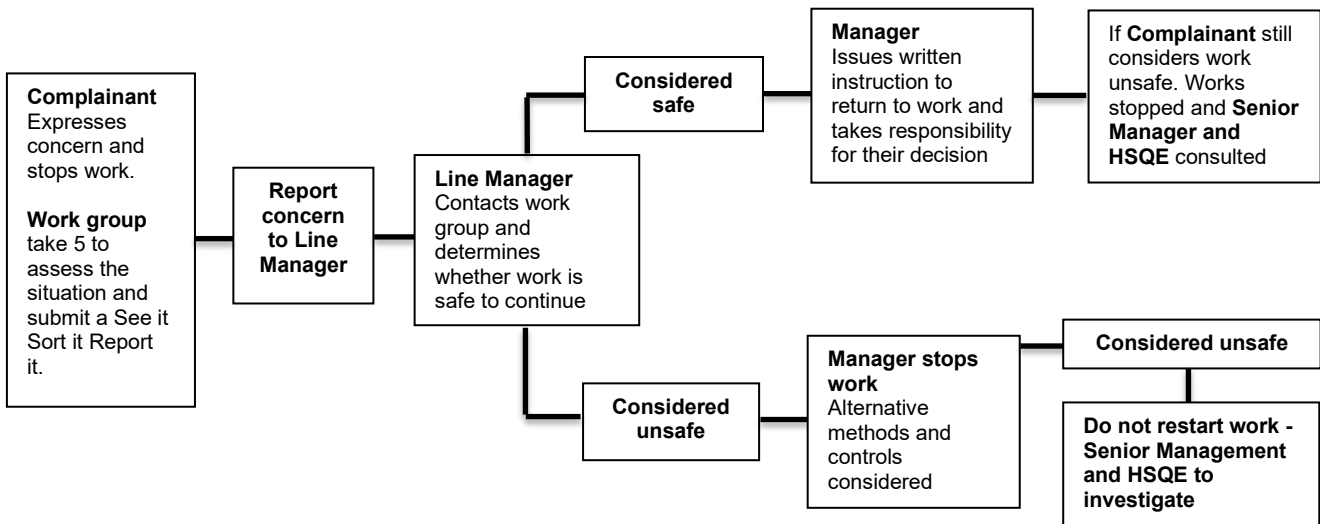 Complainant
Expresses
concern and
stops work.
Work group
take 5 to
assess the
situation and
submit a See it
Sort it Report
it.
Report
concern
to Line
Manager
Line Manager
Contacts work
group and
determines
whether work is
safe to continue
Considered
safe
Manager
Issues written
instruction to
return to work and
takes responsibility
for their decision
If Complainant still
considers work
unsafe. Works
stopped and Senior
Manager and
HSQE consulted
Considered
unsafe
Manager stops
work
Alternative
methods and
controls
considered
Considered unsafe
Do not restart work -
Senior Management
and HSQE to
investigate